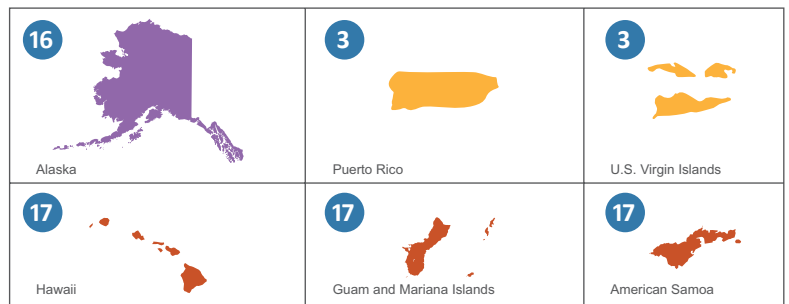 16
Alaska
3
Puerto Rico
3
U.S. Virgin Islands
17
Hawaii
17
Guam and Mariana Islands
17
American Samoa